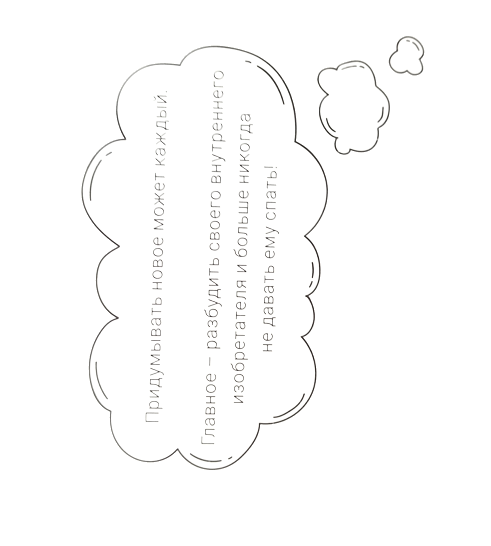 Придумывать новое может каждый.
Главное – разбудить своего внутреннего
изобретателя и больше никогда
не давать ему спать!